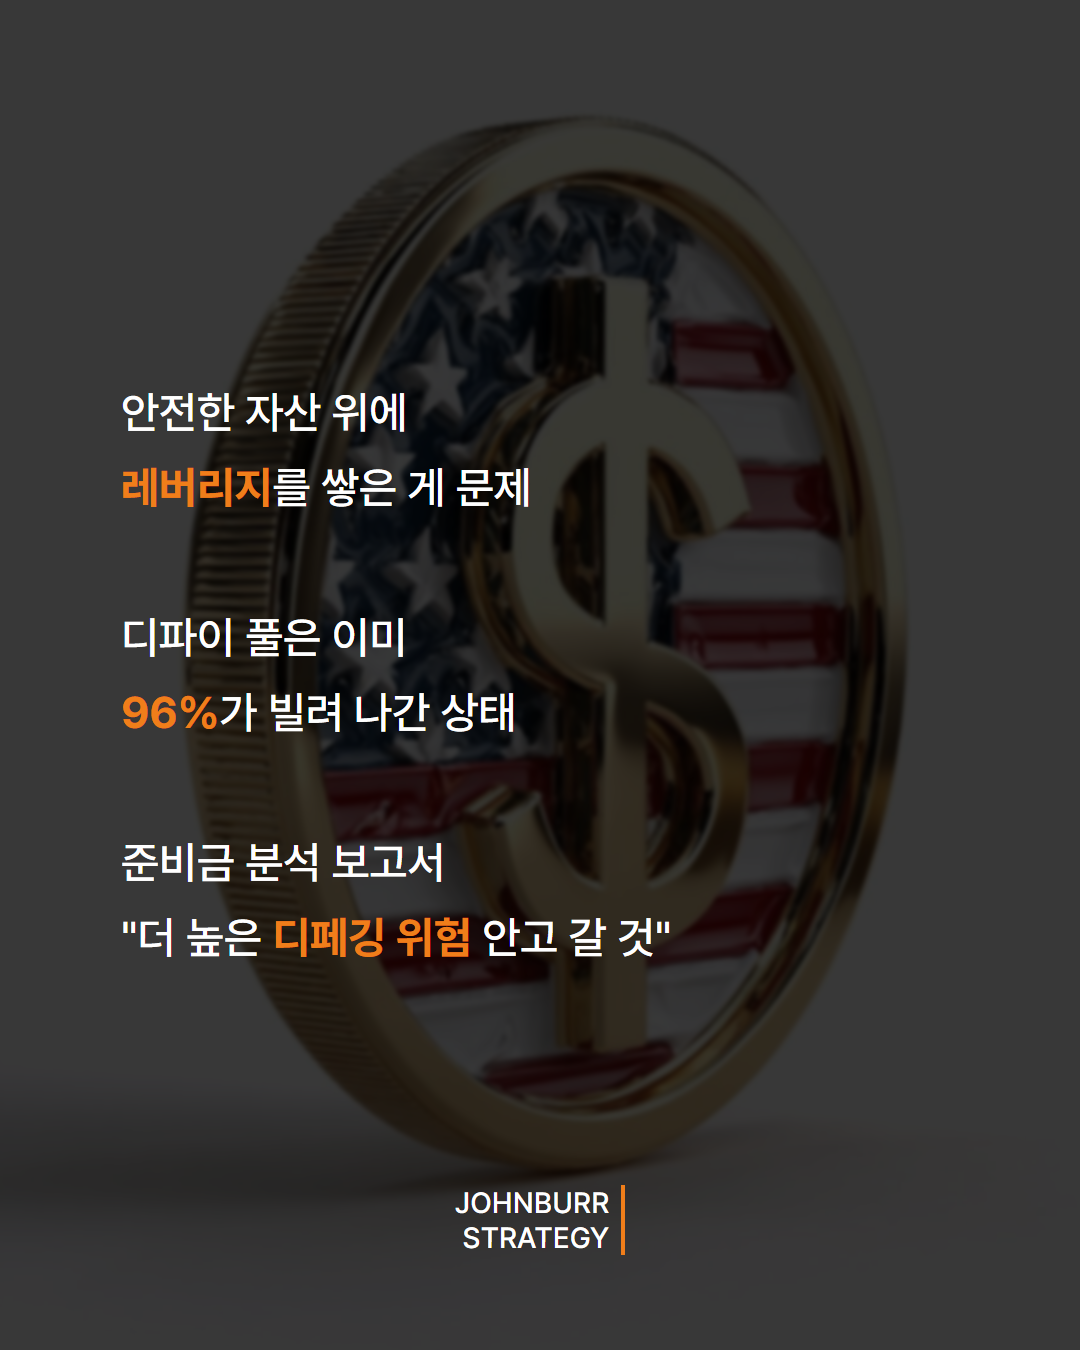 안전한 자산 위에
레버리지를 쌓은 게 문제
디파이 풀은 이미
96%가 빌려 나간 상태
준비금 분석 보고서
"더 높은 디페깅 위험 안고 갈 것"
JOHNBURR
STRATEGY